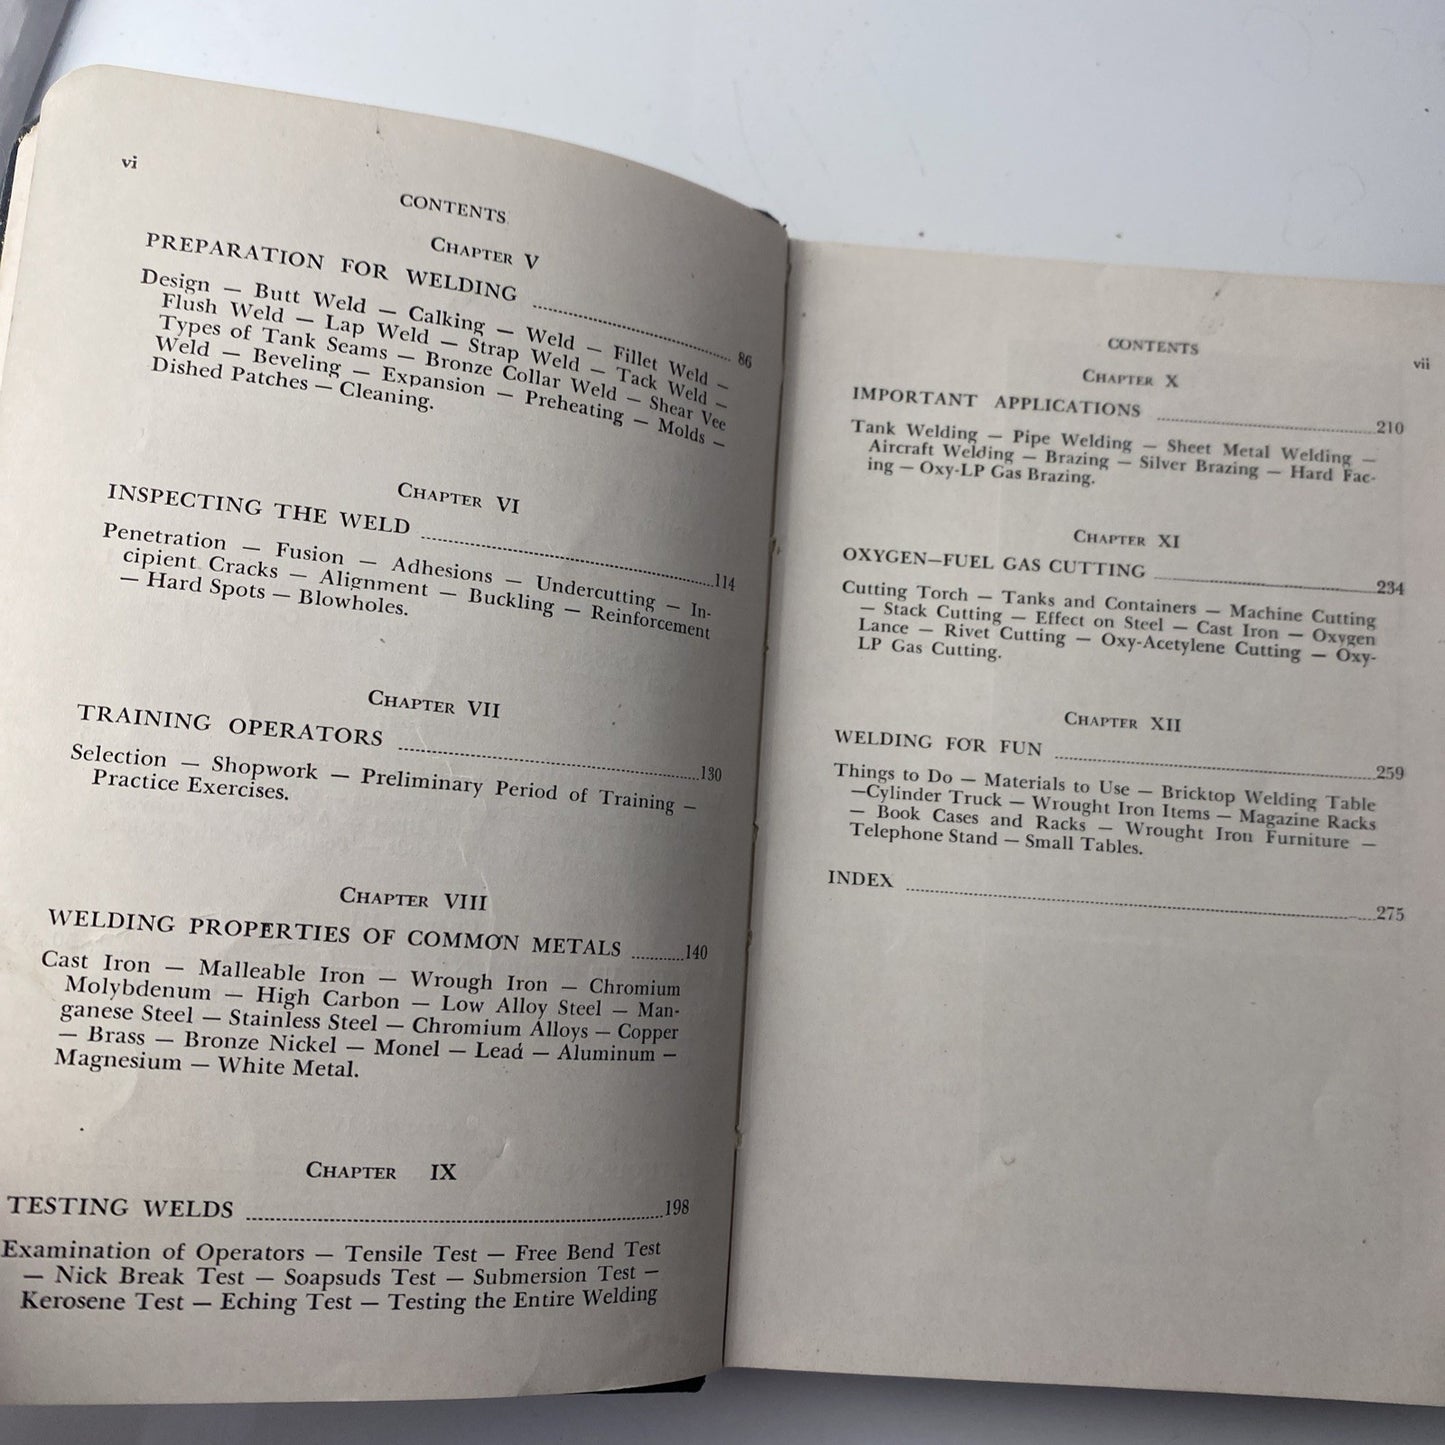 vi
CONTENTS
CHAPTER V
PREPARATION FOR WELDING ........ 86
Design — Butt Weld — Calking — Weld — Fillet Weld —
Flush Weld — Lap Weld — Strap Weld — Tack Weld —
Types of Tank Seams — Bronze Collar Weld — Shear Vee
Weld — Beveling — Expansion — Preheating — Molds —
Dished Patches — Cleaning.
CHAPTER VI
INSPECTING THE WELD ........ 114
Penetration — Fusion — Adhesions — Undercutting — In-
cipient Cracks — Alignment — Buckling — Reinforcement
— Hard Spots — Blowholes.
CHAPTER VII
TRAINING OPERATORS ........ 130
Selection — Shopwork — Preliminary Period of Training —
Practice Exercises.
CHAPTER VIII
WELDING PROPERTIES OF COMMON METALS ........ 140
Cast Iron — Malleable Iron — Wrough Iron — Chromium
Molybdenum — High Carbon — Low Alloy Steel — Man-
ganese Steel — Stainless Steel — Chromium Alloys — Copper
— Brass — Bronze Nickel — Monel — Lead — Aluminum —
Magnesium — White Metal.
CHAPTER IX
TESTING WELDS ........ 198
Examination of Operators — Tensile Test — Free Bend Test
— Nick Break Test — Soapsuds Test — Submersion Test —
Kerosene Test — Eching Test — Testing the Entire Welding
CONTENTS
vii
CHAPTER X
IMPORTANT APPLICATIONS ........ 210
Tank Welding — Pipe Welding — Sheet Metal Welding —
Aircraft Welding — Brazing — Silver Brazing — Hard Fac-
ing — Oxy-LP Gas Brazing.
CHAPTER XI
OXYGEN—FUEL GAS CUTTING ........ 234
Cutting Torch — Tanks and Containers — Machine Cutting
— Stack Cutting — Effect on Steel — Cast Iron — Oxygen
Lance — Rivet Cutting — Oxy-Acetylene Cutting — Oxy-
LP Gas Cutting.
CHAPTER XII
WELDING FOR FUN ........ 259
Things to Do — Materials to Use — Bricktop Welding Table
—Cylinder Truck — Wrought Iron Items — Magazine Racks
— Book Cases and Racks — Wrought Iron Furniture —
Telephone Stand — Small Tables.
INDEX ........ 275